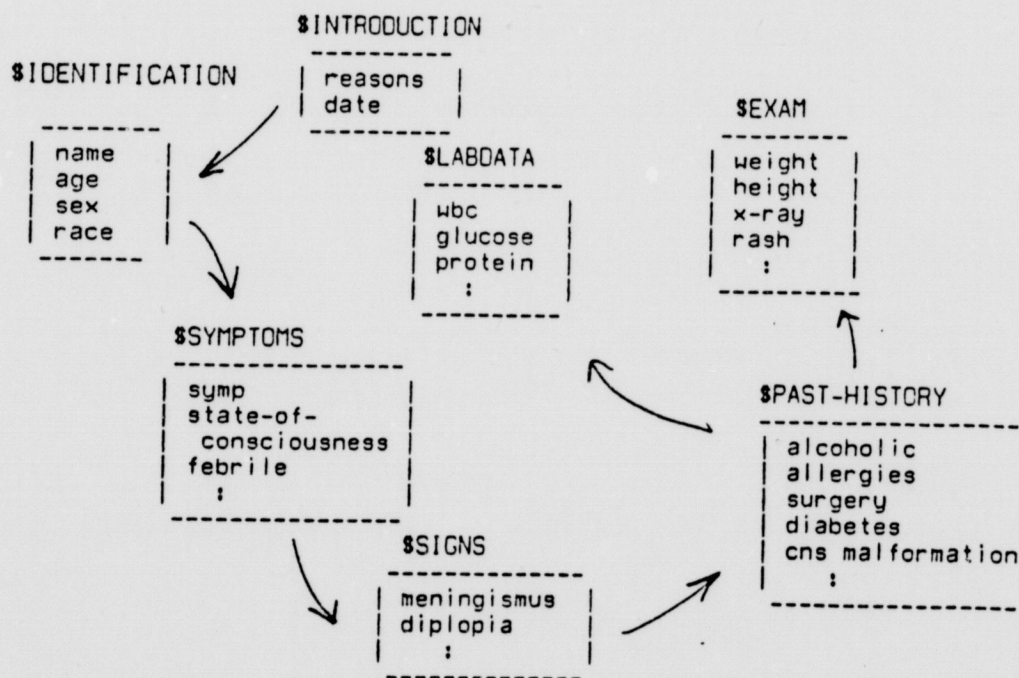 $INTRODUCTION
reasons
date
$IDENTIFICATION
name
age
sex
race
$SYMPTOMS
symp
state-of-
consciousness
febrile
:
$SIGNS
meningismus
diplopia
:
$PAST-HISTORY
alcoholic
allergies
surgery
diabetes
cns malformation
:
$LABDATA
wbc
glucose
protein
:
$EXAM
weight
height
x-ray
rash
: